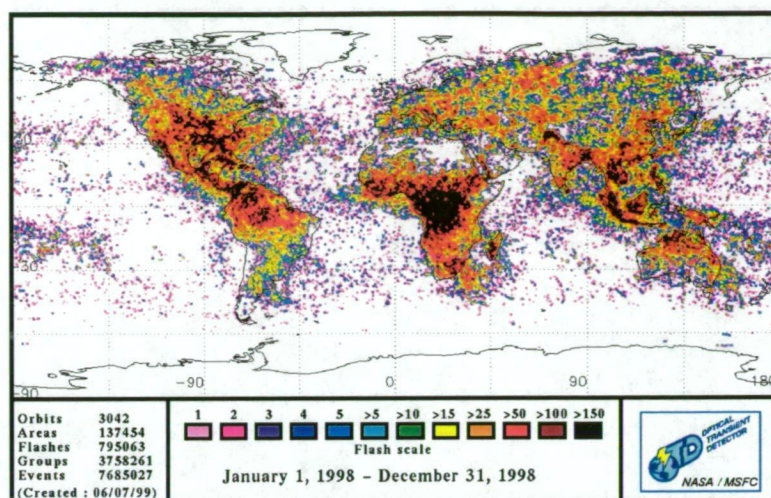 30
30
90
-90
0
90
180
Orbits 3042
Areas 137454
Flashes 795063
Groups 3758261
Events 7685027
(Created : 06/07/99)
1 2 3 4 5 >5 >10 >15 >25 >50 >100 >150
Flash scale
January 1, 1998 - December 31, 1998
OTD
OPTICAL
TRANSIENT
DETECTOR
NASA / MSFC